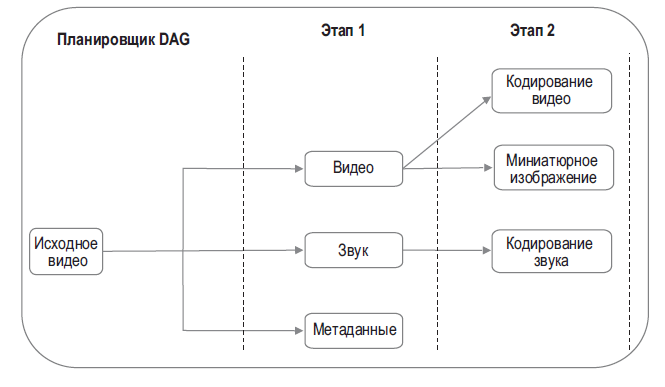 Планировщик DAG
Этап 1
Этап 2
Кодирование
видео
Видео
Миниатюрное
изображение
Исходное
видео
Звук
Кодирование
звука
Метаданные